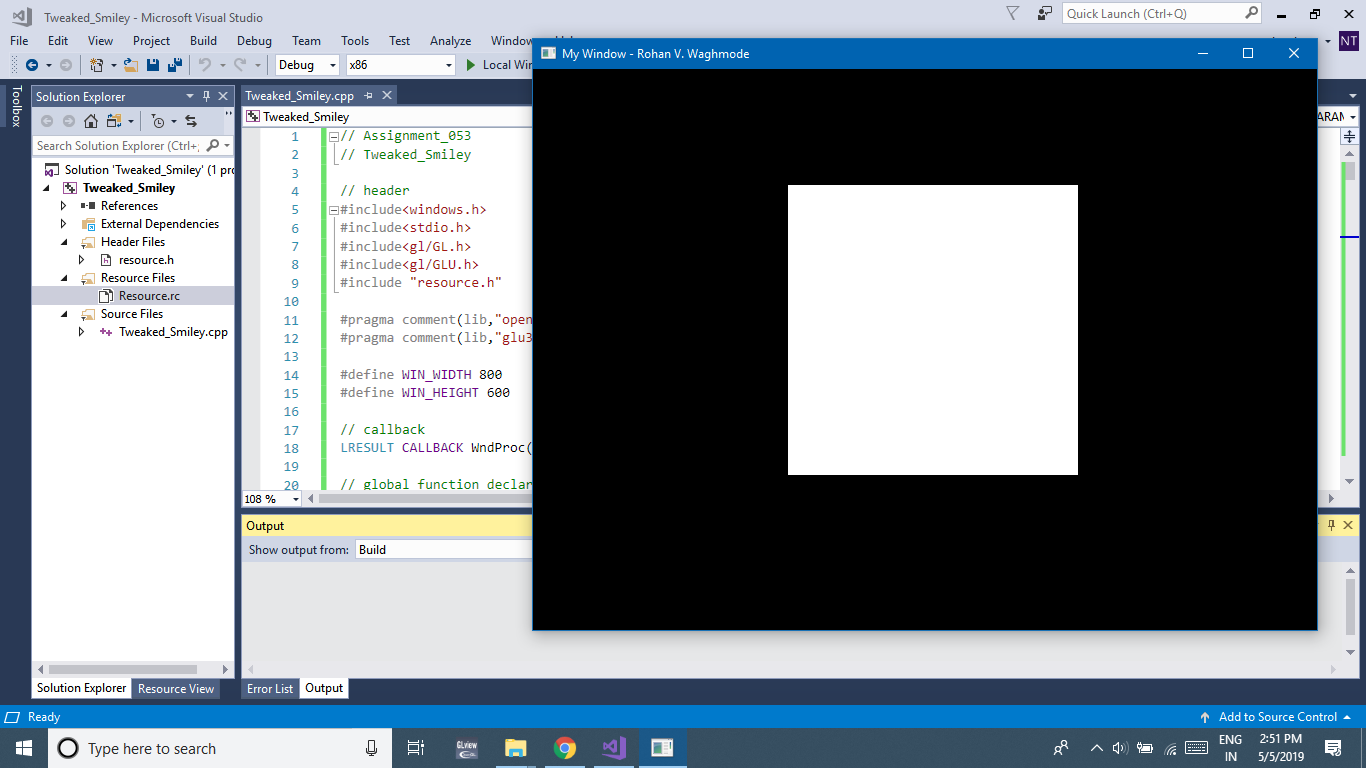 Tweaked_Smiley - Microsoft Visual Studio
Quick Launch (Ctrl+Q)
File Edit View Project Build Debug Team Tools Test Analyze Window
NT
Debug x86 Local Win
My Window - Rohan V. Waghmode
Toolbox
Solution Explorer
Search Solution Explorer (Ctrl+;
Solution 'Tweaked_Smiley' (1 pro
Tweaked_Smiley
References
External Dependencies
Header Files
resource.h
Resource Files
Resource.rc
Source Files
Tweaked_Smiley.cpp
Solution Explorer Resource View
Tweaked_Smiley.cpp
Tweaked_Smiley
ARAM
1 // Assignment_053
2 // Tweaked_Smiley
3
4 // header
5 #include<windows.h>
6 #include<stdio.h>
7 #include<gl/GL.h>
8 #include<gl/GLU.h>
9 #include "resource.h"
10
11 #pragma comment(lib,"open
12 #pragma comment(lib,"glu3
13
14 #define WIN_WIDTH 800
15 #define WIN_HEIGHT 600
16
17 // callback
18 LRESULT CALLBACK WndProc(
19
20 // global function declar
108 %
Output
Show output from: Build
Error List Output
Ready
Add to Source Control
Type here to search
GLview
ENG
IN
2:51 PM
5/5/2019